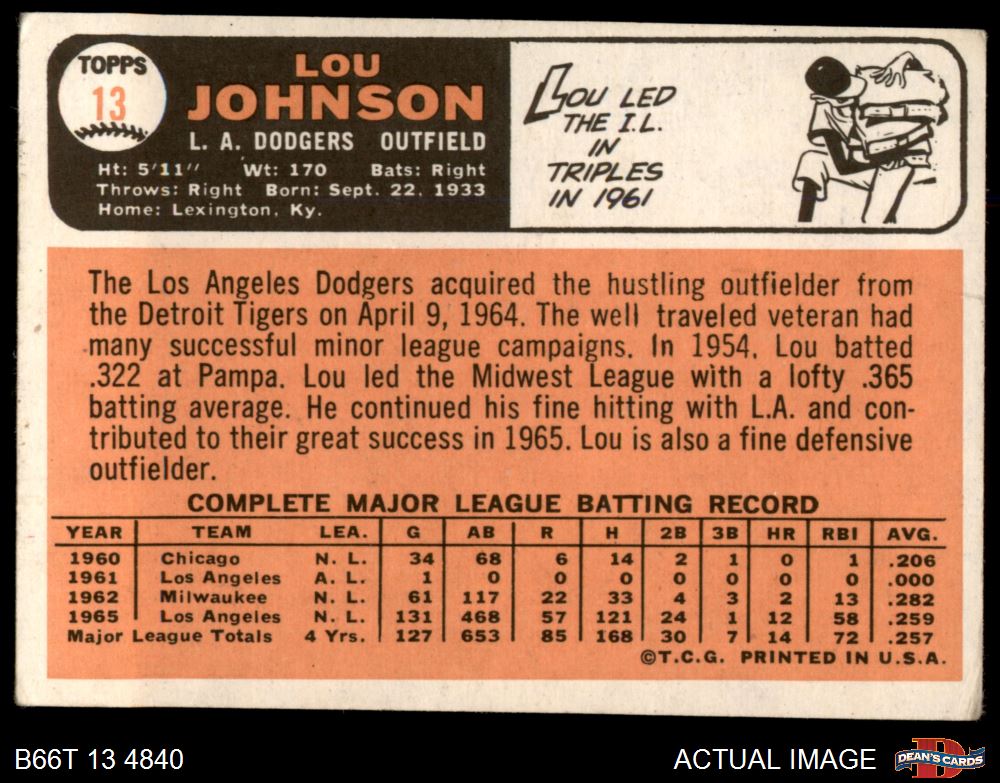 TOPPS
13
LOU
JOHNSON
L. A. DODGERS OUTFIELD
Ht: 5'11" Wt: 170 Bats: Right
Throws: Right Born: Sept. 22, 1933
Home: Lexington, Ky.
LOU LED
THE I.L.
IN
TRIPLES
IN 1961
The Los Angeles Dodgers acquired the hustling outfielder from
the Detroit Tigers on April 9, 1964. The well traveled veteran had
many successful minor league campaigns. In 1954, Lou batted
.322 at Pampa. Lou led the Midwest League with a lofty .365
batting average. He continued his fine hitting with L.A. and con-
tributed to their great success in 1965. Lou is also a fine defensive
outfielder.
COMPLETE MAJOR LEAGUE BATTING RECORD
YEAR TEAM LEA. G AB R H 2B 3B HR RBI AVG.
1960 Chicago N. L. 34 68 6 14 2 1 0 1 .206
1961 Los Angeles A. L. 1 0 0 0 0 0 0 0 .000
1962 Milwaukee N. L. 61 117 22 33 4 3 2 13 .282
1965 Los Angeles N. L. 131 468 57 121 24 1 12 58 .259
Major League Totals 4 Yrs. 127 653 85 168 30 7 14 72 .257
©T.C.G. PRINTED IN U.S.A.
B66T 13 4840
ACTUAL IMAGE
D
DEAN'S CARDS